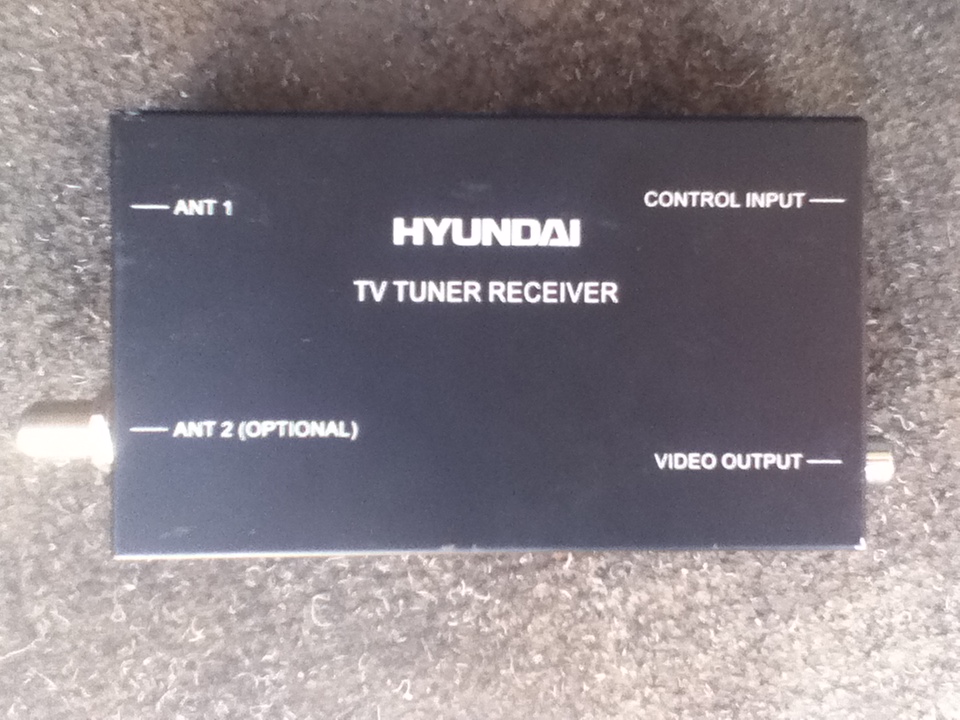 ANT 1
CONTROL INPUT
HYUNDAI
TV TUNER RECEIVER
ANT 2 (OPTIONAL)
VIDEO OUTPUT